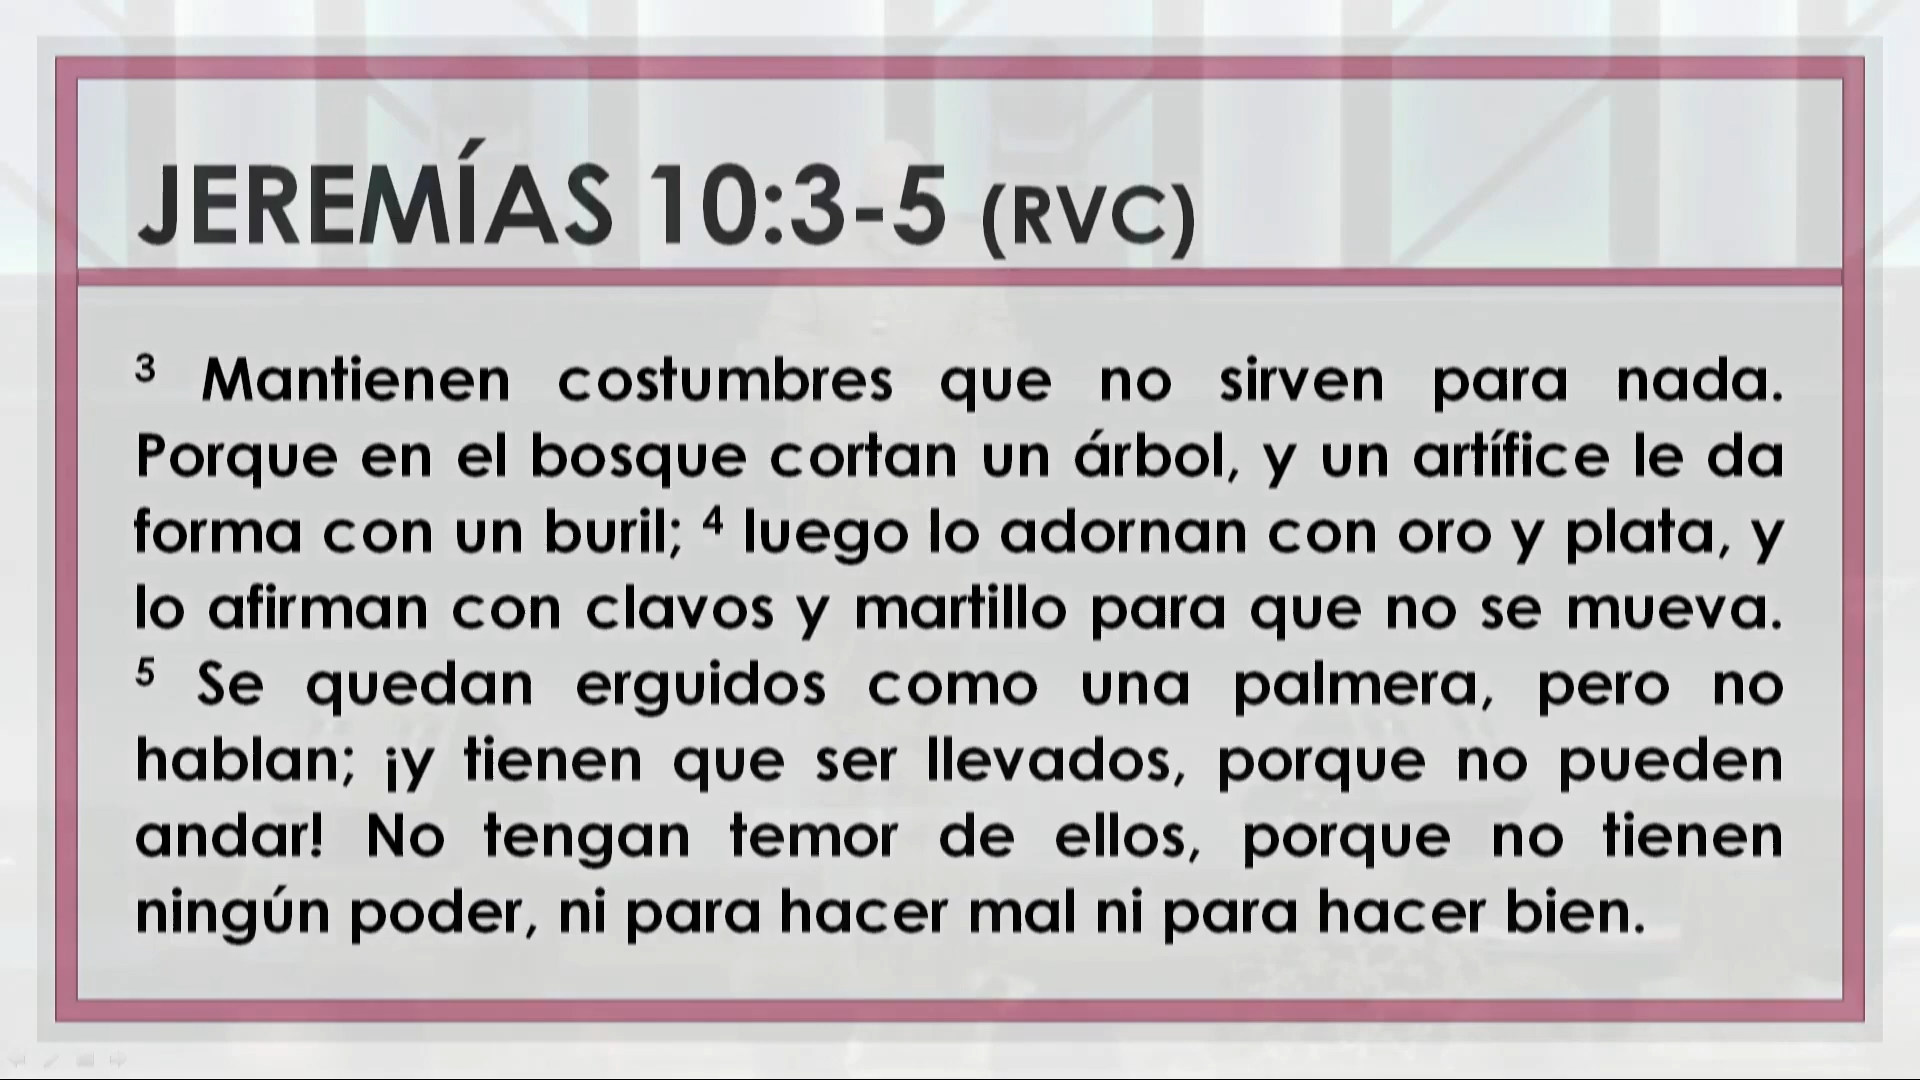 JEREMÍAS 10:3-5 (RVC)
³ Mantienen costumbres que no sirven para nada.
Porque en el bosque cortan un árbol, y un artífice le da
forma con un buril; ⁴ luego lo adornan con oro y plata, y
lo afirman con clavos y martillo para que no se mueva.
⁵ Se quedan erguidos como una palmera, pero no
hablan; ¡y tienen que ser llevados, porque no pueden
andar! No tengan temor de ellos, porque no tienen
ningún poder, ni para hacer mal ni para hacer bien.